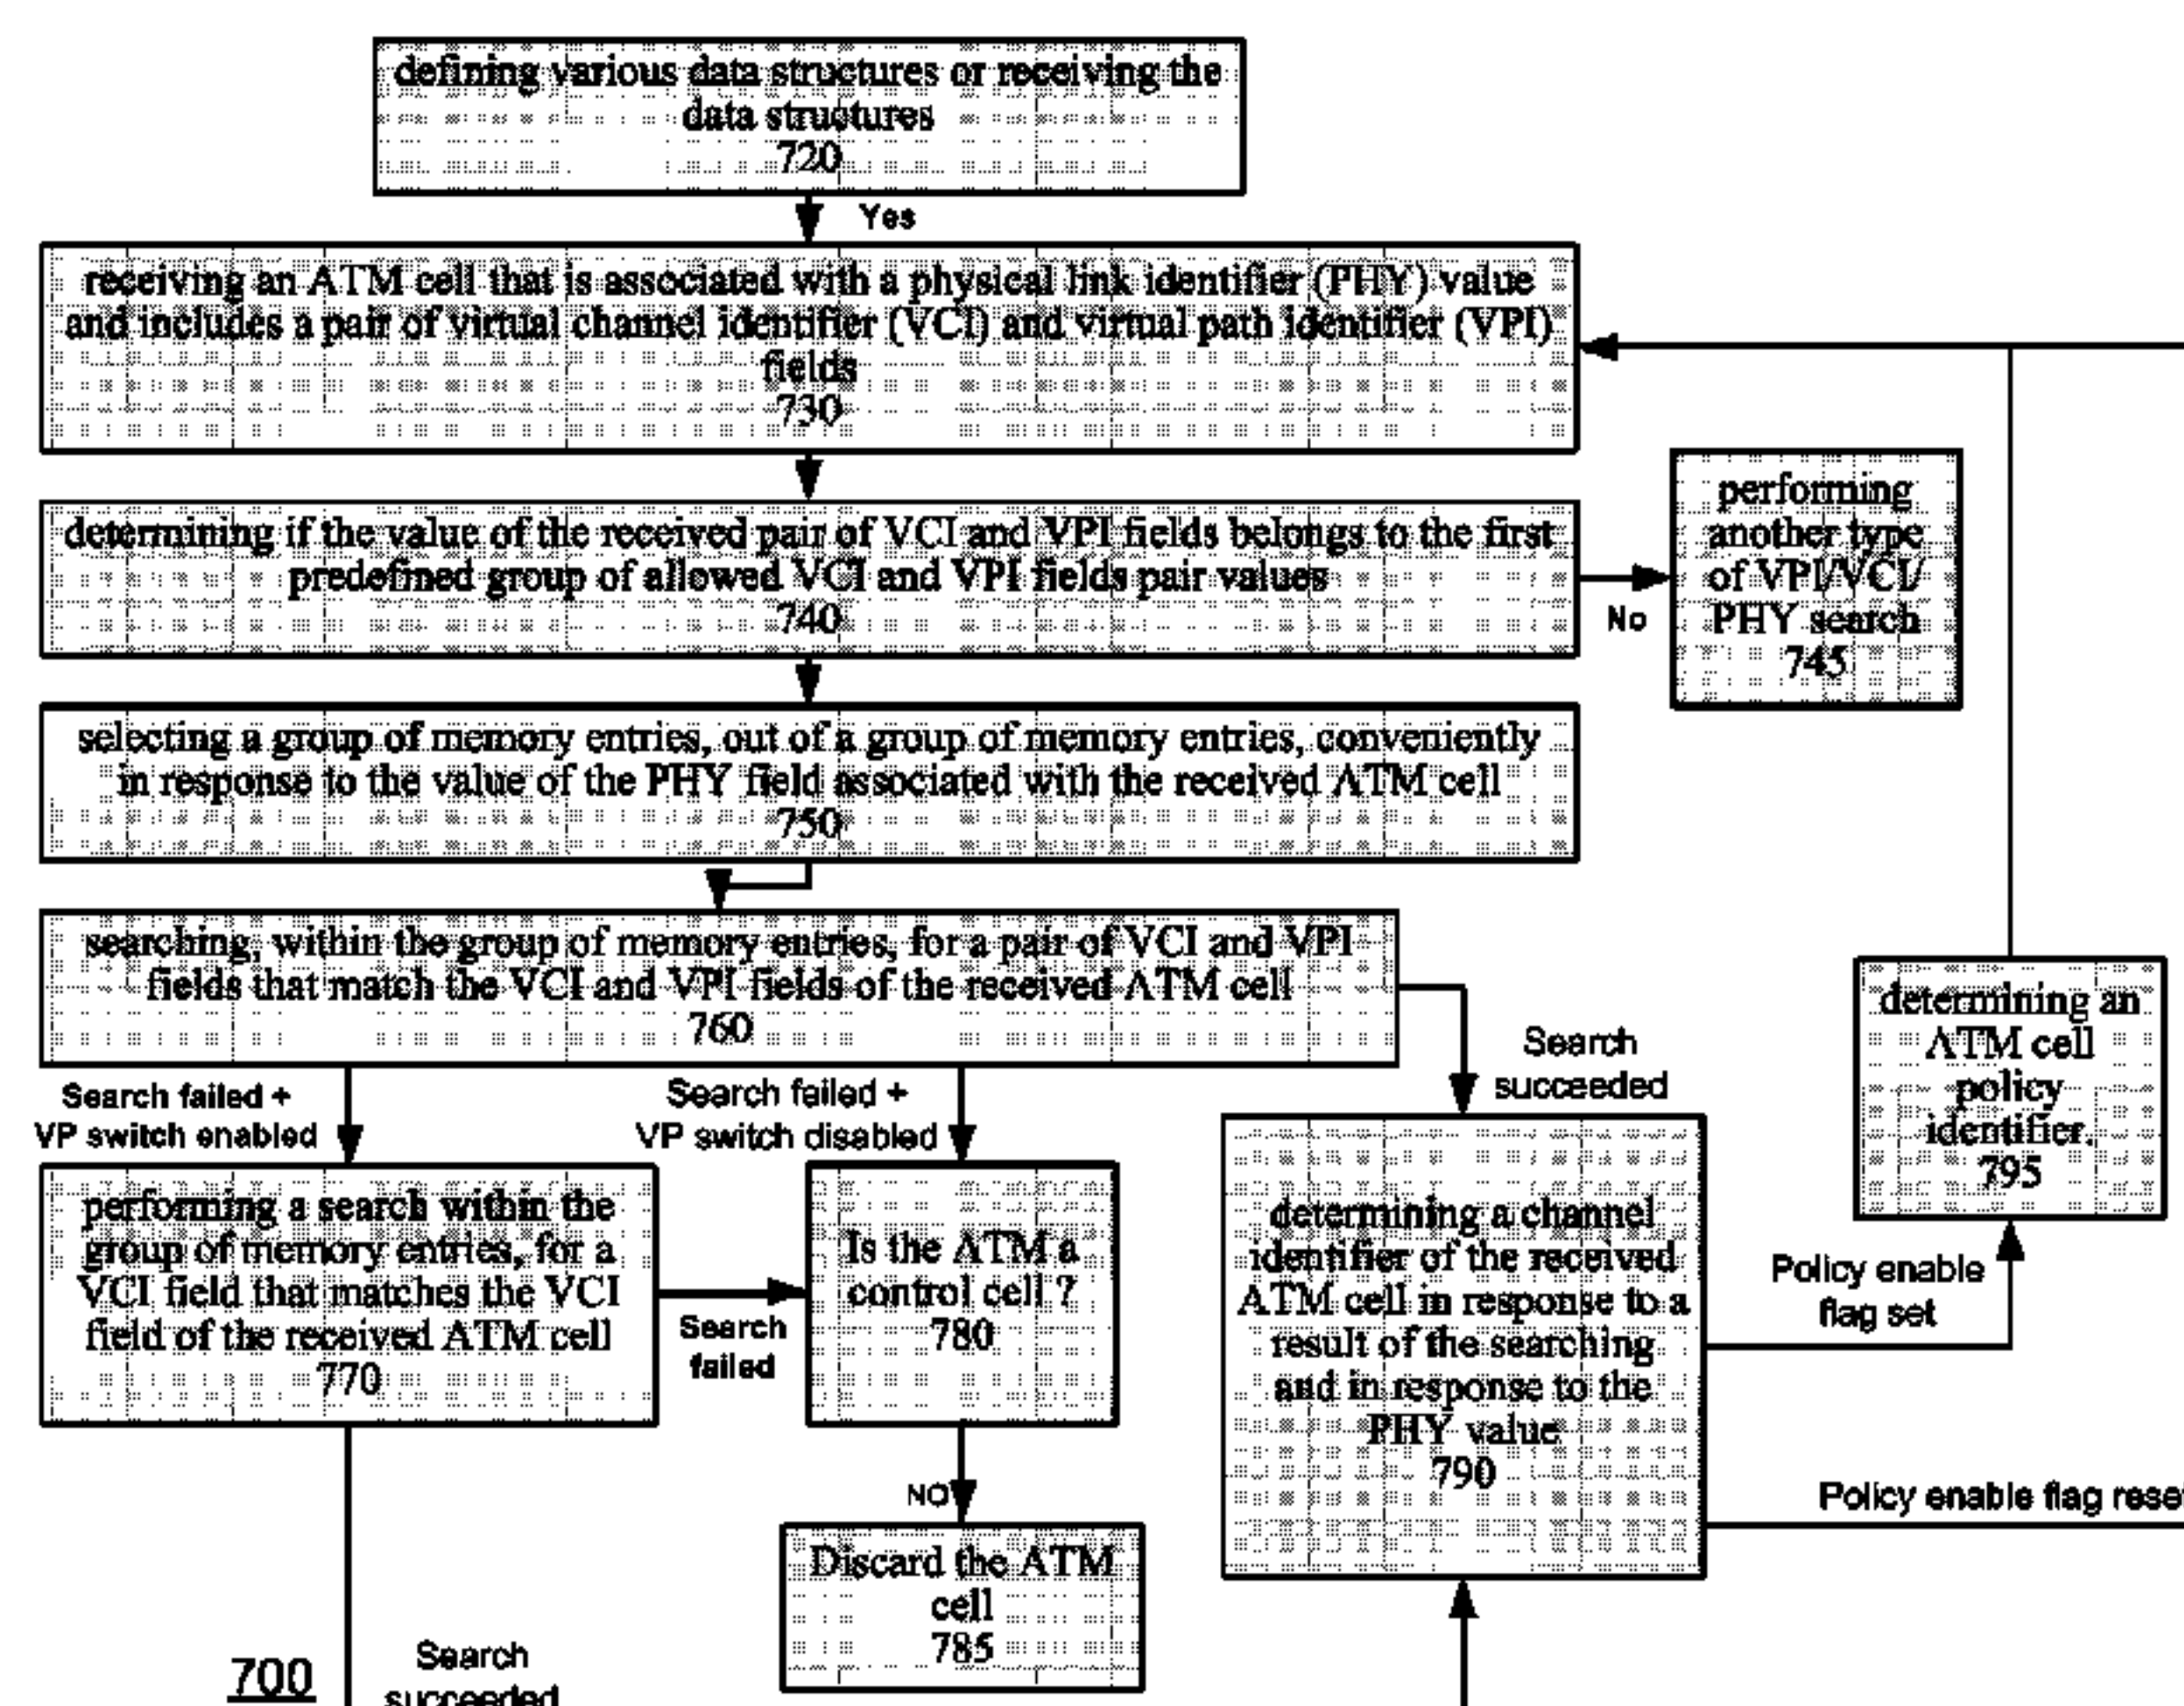 defining various data structures or receiving the
data structures
720
Yes
receiving an ATM cell that is associated with a physical link identifier (PHY) value
and includes a pair of virtual channel identifier (VCI) and virtual path identifier (VPI)
fields
730
determining if the value of the received pair of VCI and VPI fields belongs to the first
predefined group of allowed VCI and VPI fields pair values
740
No
performing
another type
of VPI/VCI/
PHY search
745
selecting a group of memory entries, out of a group of memory entries, conveniently
in response to the value of the PHY field associated with the received ATM cell
750
searching, within the group of memory entries, for a pair of VCI and VPI
fields that match the VCI and VPI fields of the received ATM cell
760
Search failed +
VP switch enabled
Search failed +
VP switch disabled
Search
succeeded
determining an
ATM cell
policy
identifier.
795
performing a search within the
group of memory entries, for a
VCI field that matches the VCI
field of the received ATM cell
770
Search
failed
Is the ATM a
control cell ?
780
determining a channel
identifier of the received
ATM cell in response to a
result of the searching
and in response to the
PHY value
790
Policy enable
flag set
Policy enable flag reset
NO
Discard the ATM
cell
785
700
Search
succeeded